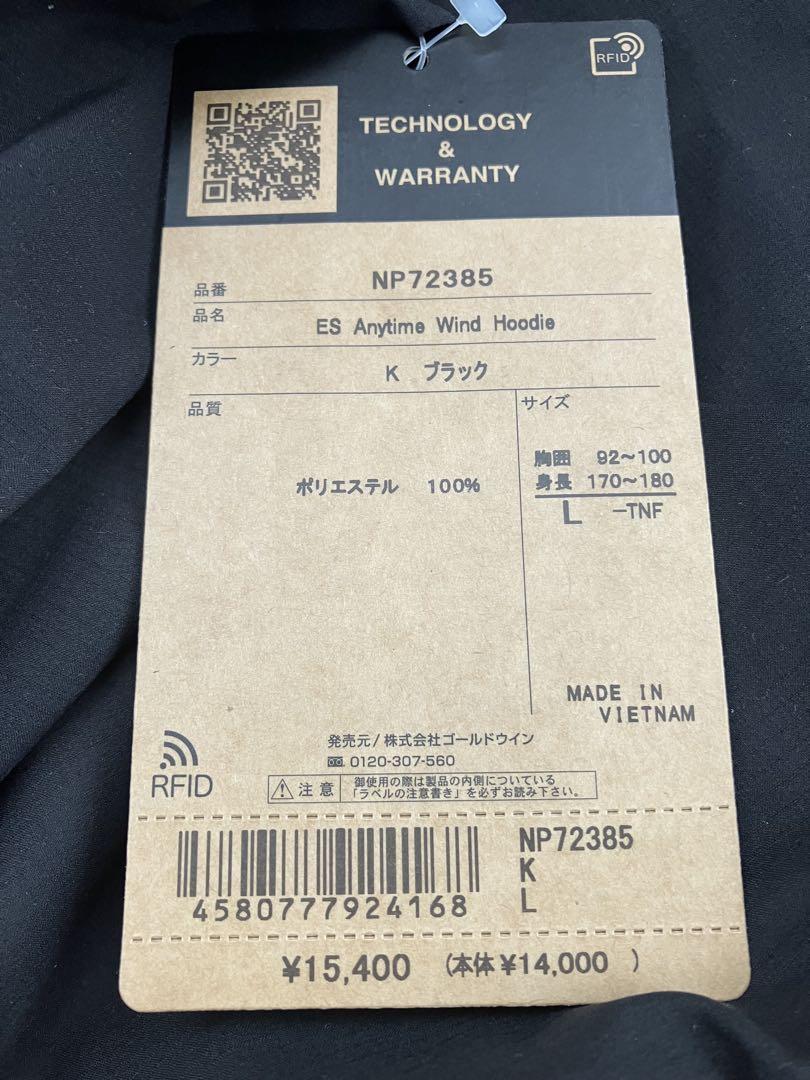 RFID
TECHNOLOGY
&
WARRANTY
品番 NP72385
品名 ES Anytime Wind Hoodie
カラー K ブラック
品質
ポリエステル 100%
サイズ
胸囲 92~100
身長 170~180
L -TNF
MADE IN
VIETNAM
RFID
発売元/株式会社ゴールドウイン
0120-307-560
注意
御使用の際は製品の内側についている
「ラベルの注意書き」を必ずお読み下さい。
4580777924168
NP72385
K
L
¥15,400 (本体¥14,000 )